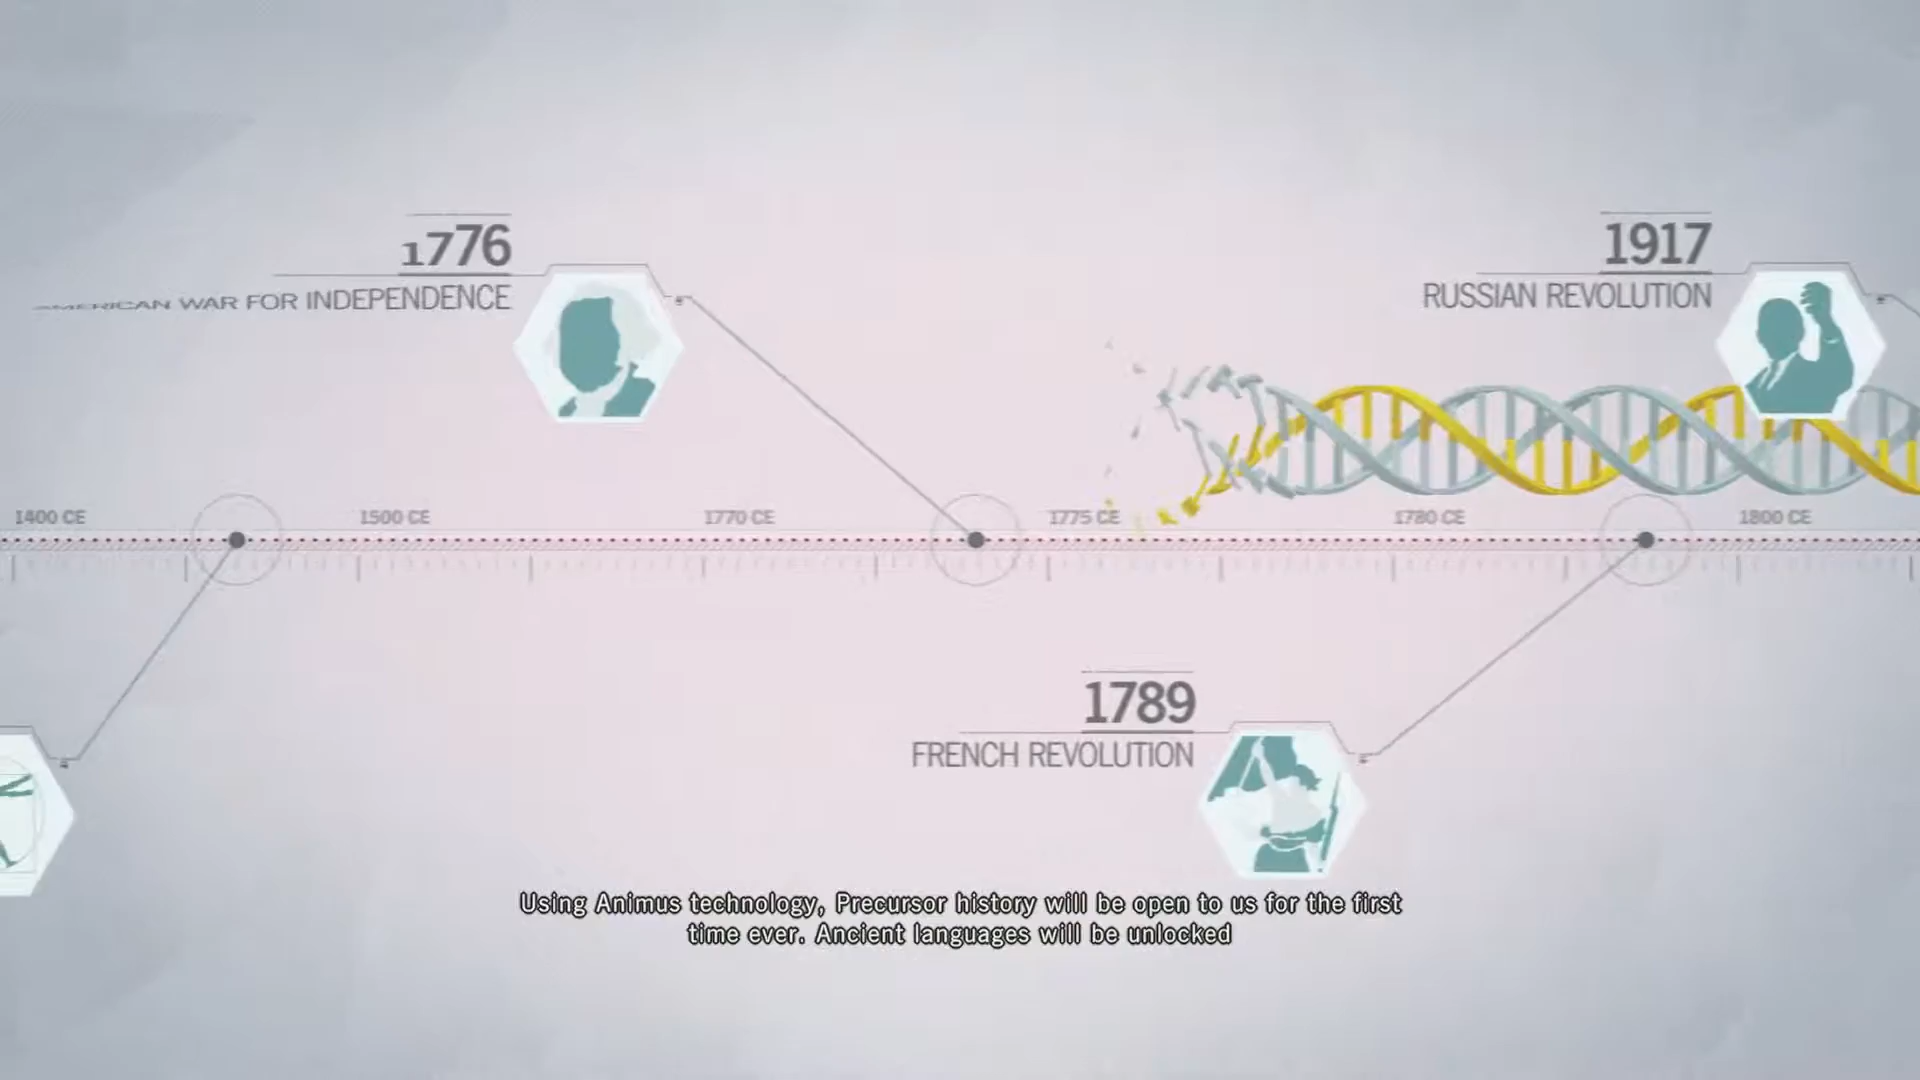 1776
AMERICAN WAR FOR INDEPENDENCE
1917
RUSSIAN REVOLUTION
1400 CE
1500 CE
1770 CE
1775 CE
1780 CE
1800 CE
1789
FRENCH REVOLUTION
Using Animus technology, Precursor history will be open to us for the first
time ever. Ancient languages will be unlocked